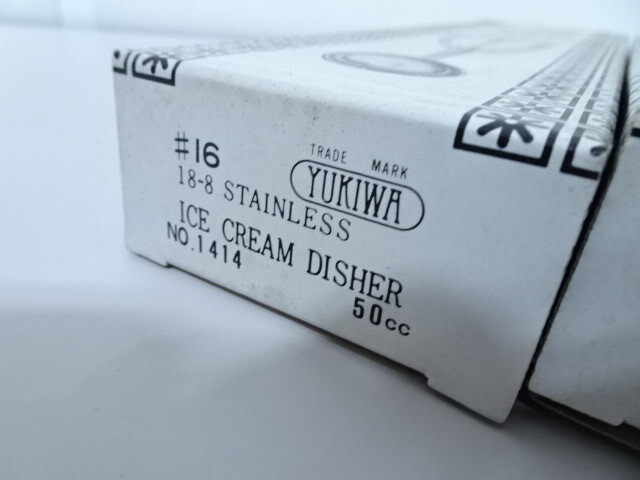 #16
TRADE MARK
YUKIWA
18-8 STAINLESS
ICE CREAM DISHER
NO.1414
50cc